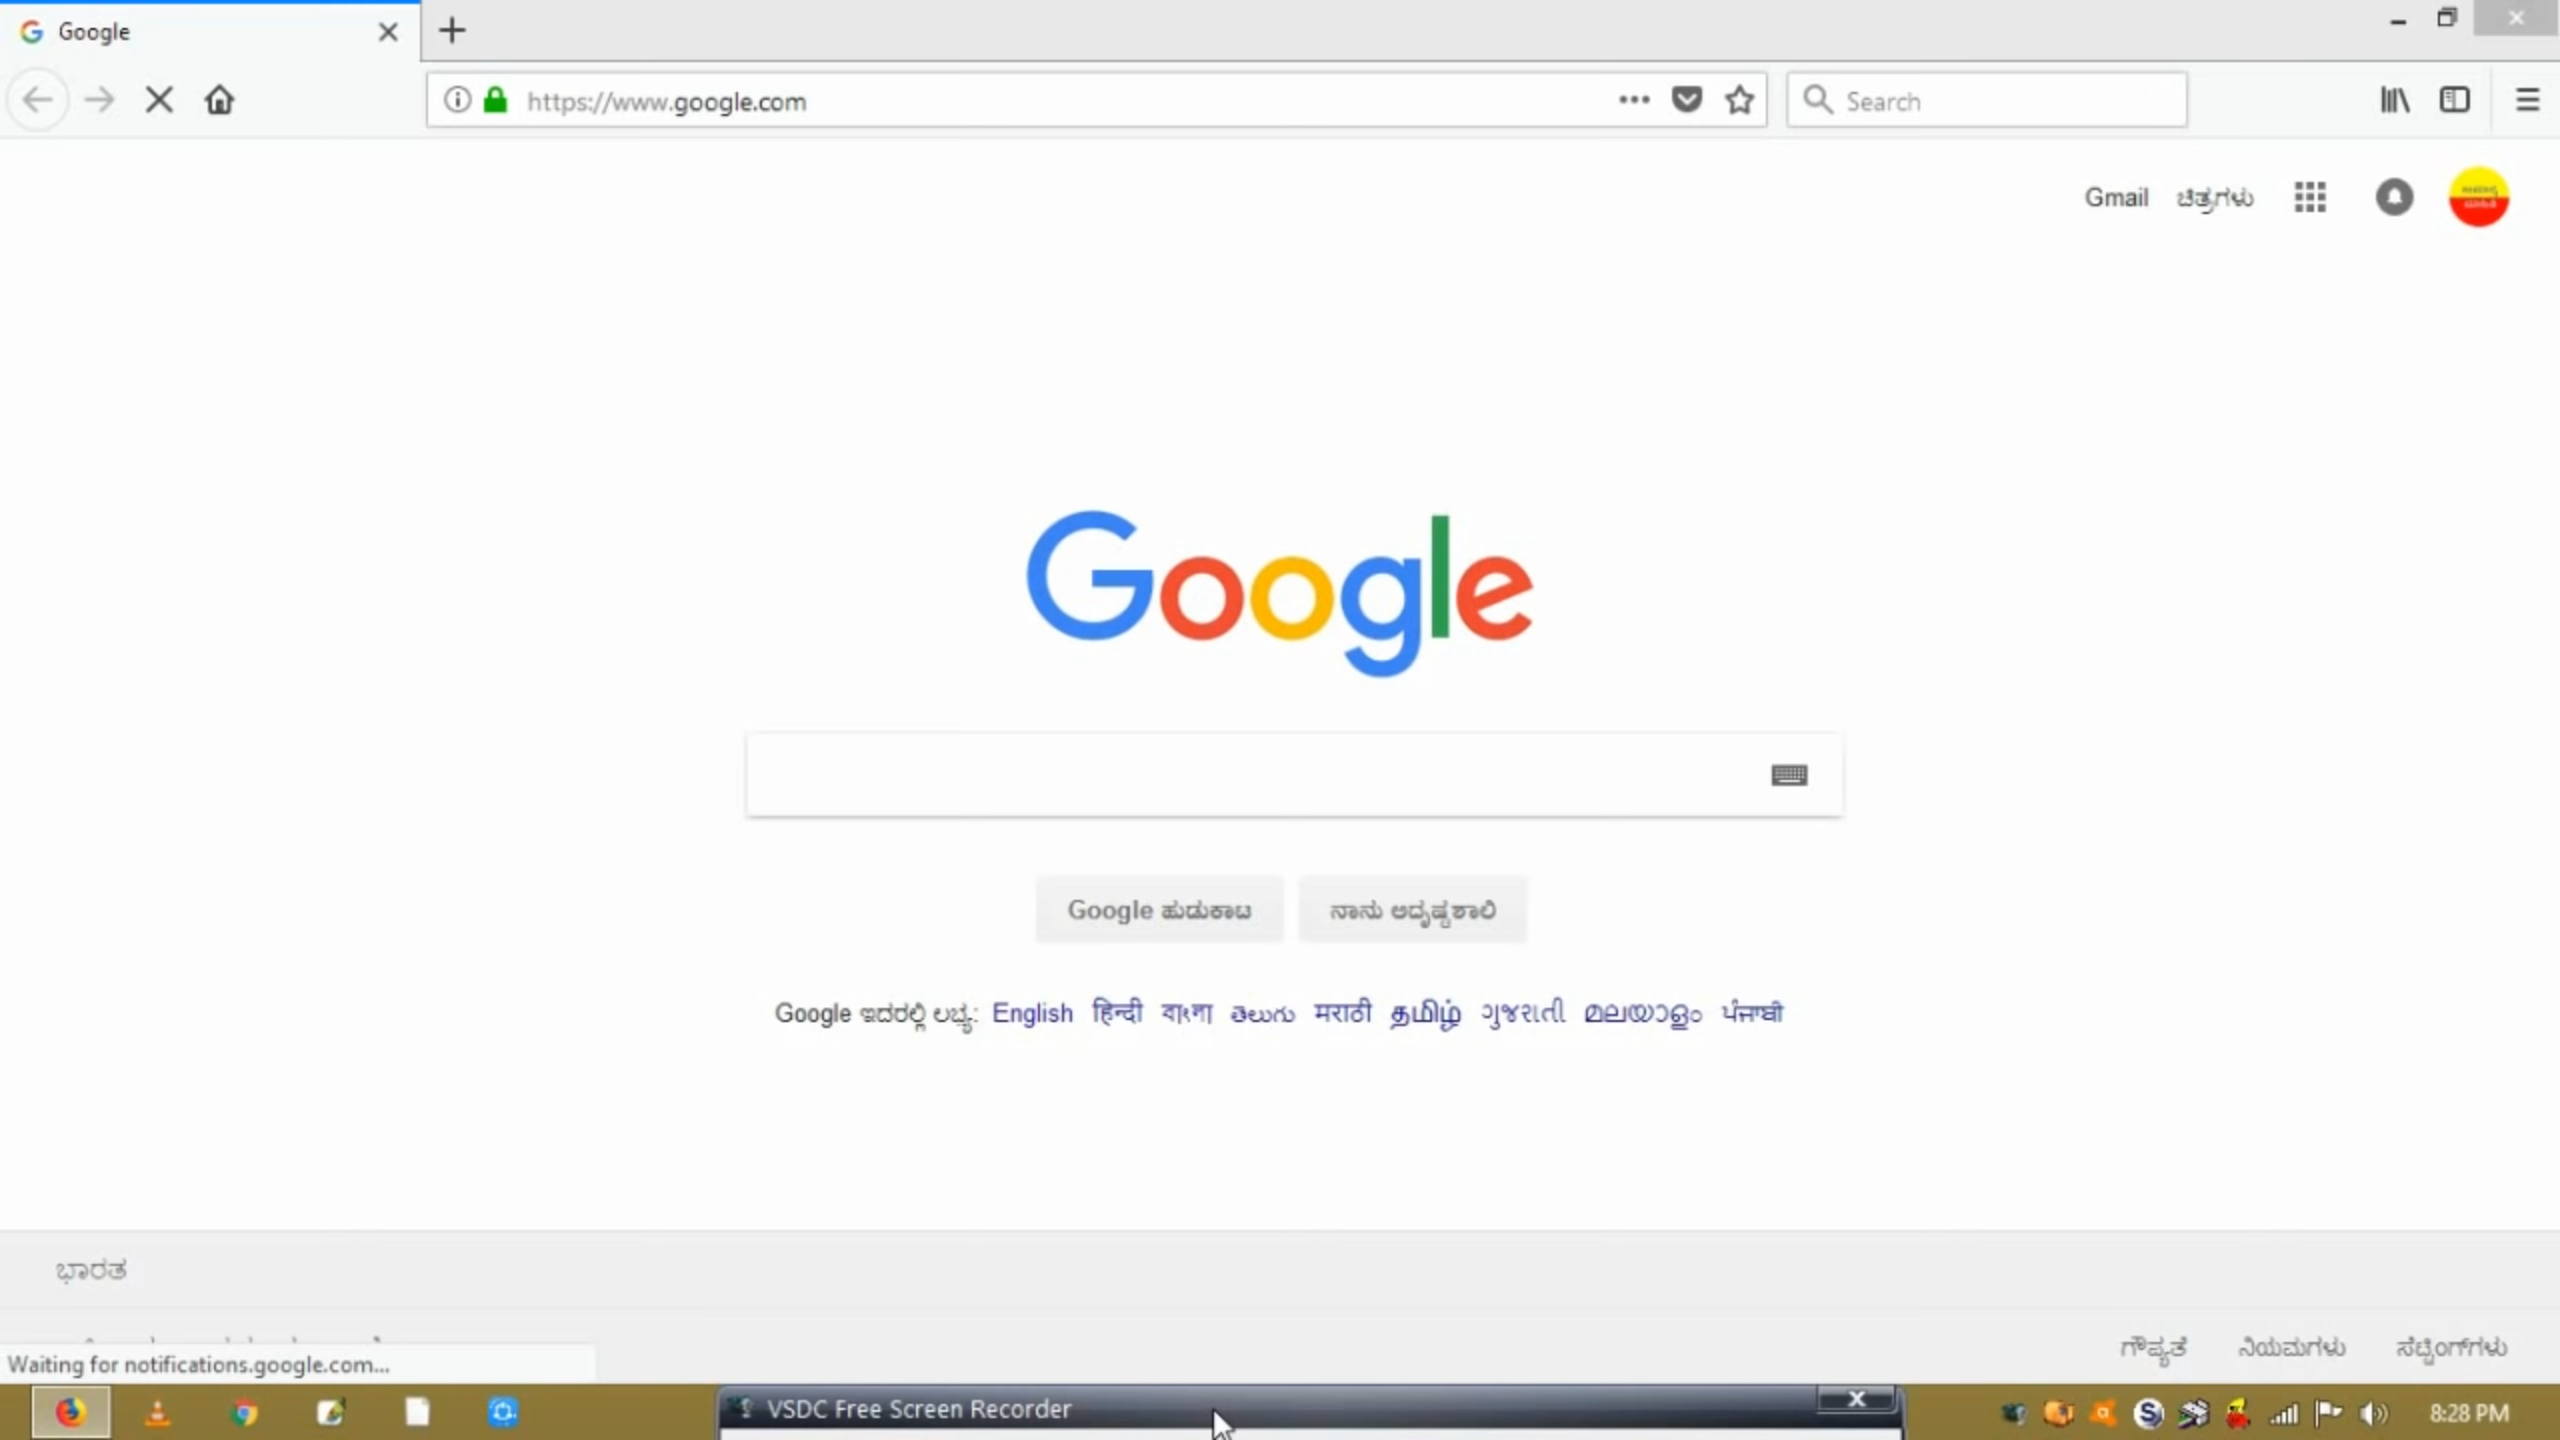 Google
https://www.google.com
Search
Gmail ಚಿತ್ರಗಳು
Google
Google ಹುಡುಕಾಟ
ನಾನು ಅದೃಷ್ಟಶಾಲಿ
Google ಇದರಲ್ಲಿ ಲಭ್ಯ: English हिन्दी বাংলা తెలుగు मराठी தமிழ் ગુજરાતી മലയാളം ਪੰਜਾਬੀ
ಭಾರತ
ಗೌಪ್ಯತೆ ನಿಯಮಗಳು ಸೆಟ್ಟಿಂಗ್‌ಗಳು
Waiting for notifications.google.com...
VSDC Free Screen Recorder
8:28 PM